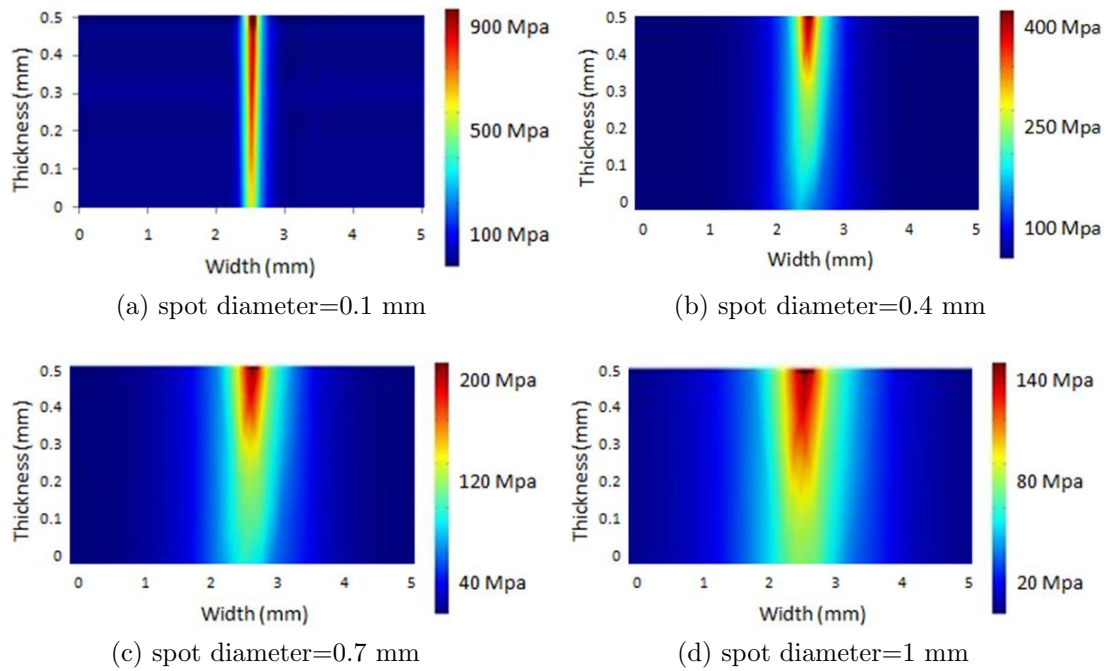 0.5
0.4
0.3
0.2
0.1
0
Thickness (mm)
0 1 2 3 4 5
Width (mm)
900 Mpa
500 Mpa
100 Mpa
(a) spot diameter=0.1 mm
0.5
0.4
0.3
0.2
0.1
0
Thickness (mm)
0 1 2 3 4 5
Width (mm)
400 Mpa
250 Mpa
100 Mpa
(b) spot diameter=0.4 mm
0.5
0.4
0.3
0.2
0.1
0
Thickness (mm)
0 1 2 3 4 5
Width (mm)
200 Mpa
120 Mpa
40 Mpa
(c) spot diameter=0.7 mm
0.5
0.4
0.3
0.2
0.1
0
Thickness (mm)
0 1 2 3 4 5
Width (mm)
140 Mpa
80 Mpa
20 Mpa
(d) spot diameter=1 mm